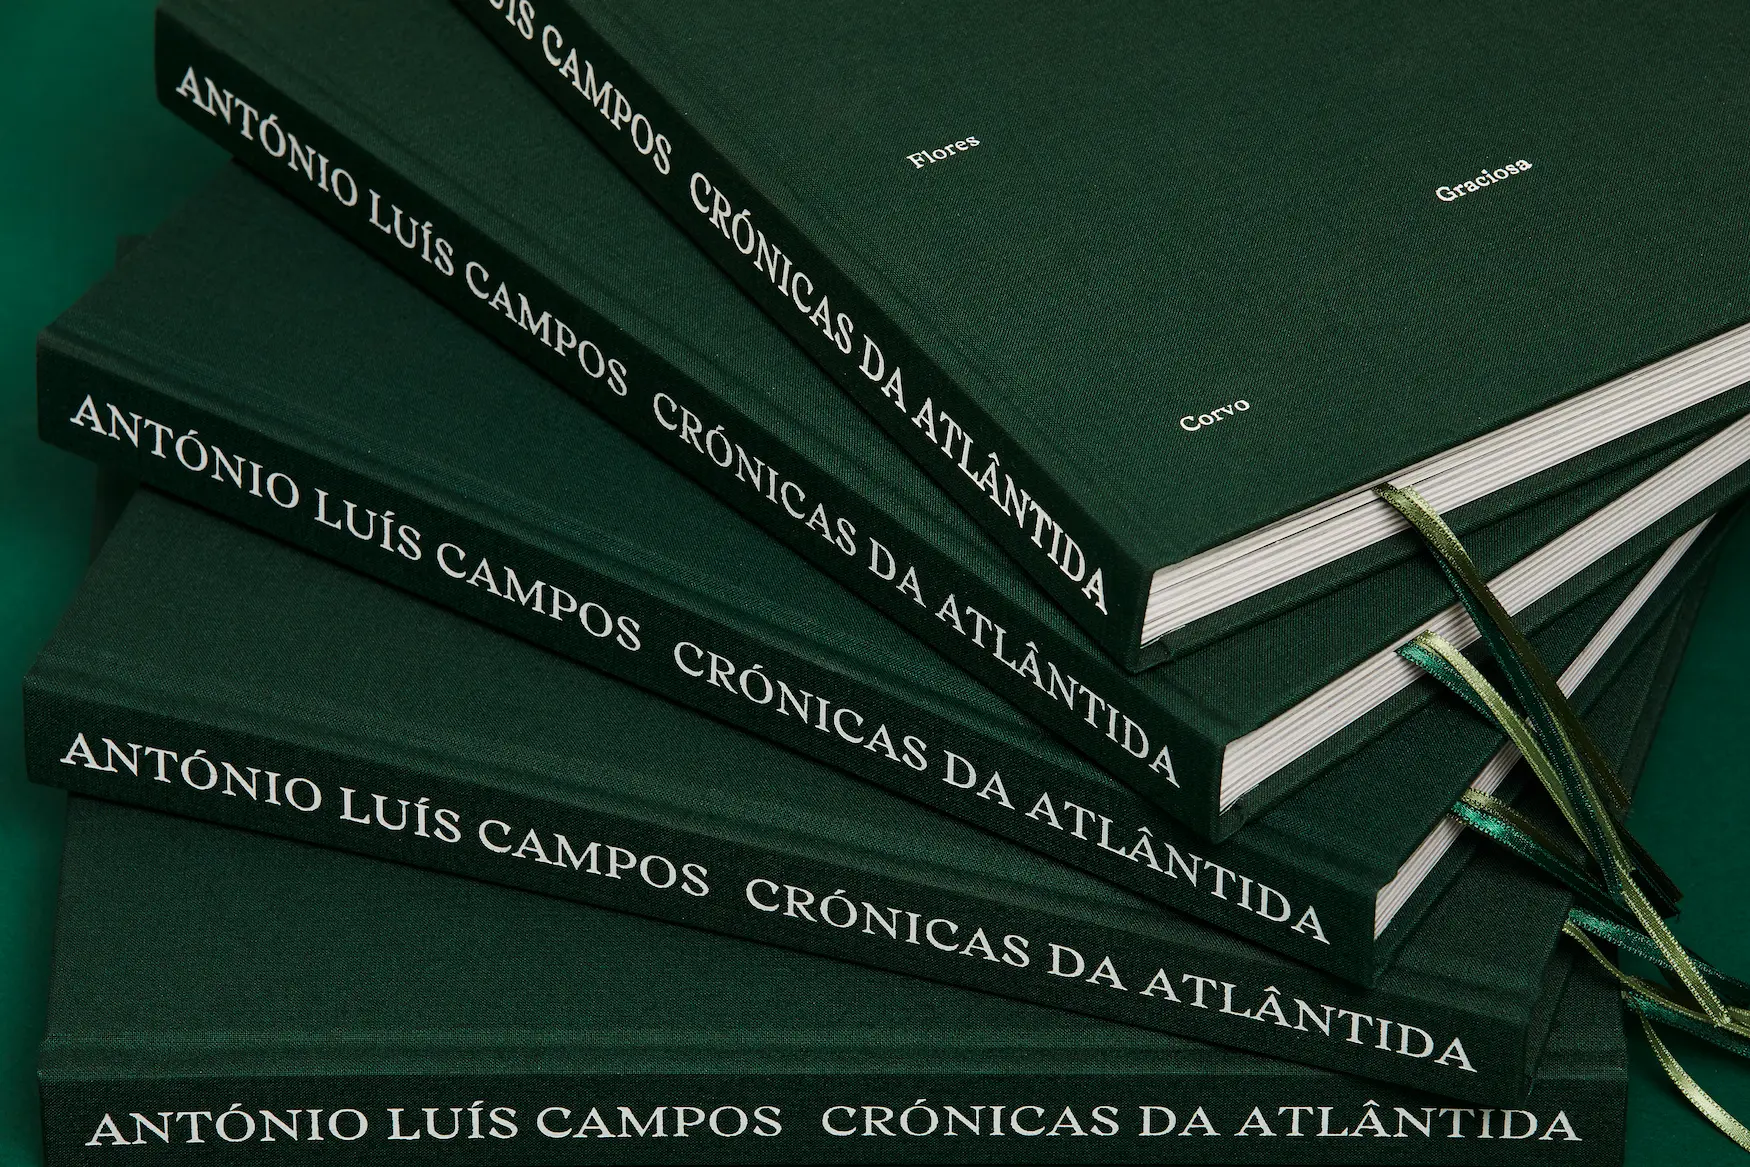 UÍS CAMPOS CRÓNICAS DA ATLÂNTIDA
Flores
Graciosa
Corvo
ANTÓNIO LUÍS CAMPOS CRÓNICAS DA ATLÂNTIDA
ANTÓNIO LUÍS CAMPOS CRÓNICAS DA ATLÂNTIDA
ANTÓNIO LUÍS CAMPOS CRÓNICAS DA ATLÂNTIDA
ANTÓNIO LUÍS CAMPOS CRÓNICAS DA ATLÂNTIDA